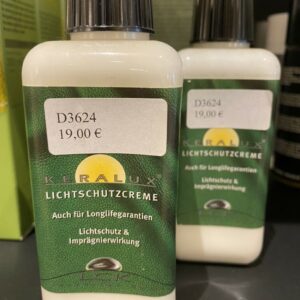 D3624
19,00 €
KERALUX®
LICHTSCHUTZCREME
Auch für Longlifegarantien
Lichtschutz &
Imprägnierwirkung
D3624
19,00 €
KERALUX
LICHTSCHUTZCREME
Auch für Longlifegarantien
Lichtschutz &
Imprägnierwirkung